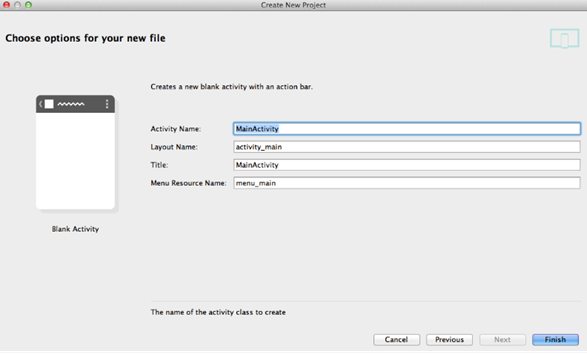 Create New Project
Choose options for your new file
Creates a new blank activity with an action bar.
Activity Name: MainActivity
Layout Name: activity_main
Title: MainActivity
Menu Resource Name: menu_main
Blank Activity
The name of the activity class to create
Cancel Previous Next Finish